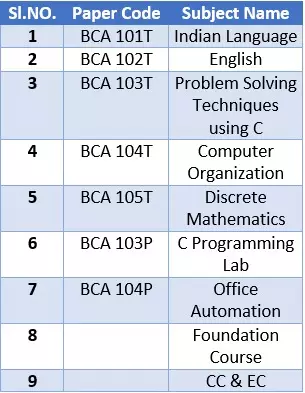 Sl.NO. Paper Code Subject Name
1 BCA 101T Indian Language
2 BCA 102T English
3 BCA 103T Problem Solving
Techniques
using C
4 BCA 104T Computer
Organization
5 BCA 105T Discrete
Mathematics
6 BCA 103P C Programming
Lab
7 BCA 104P Office
Automation
8 Foundation
Course
9 CC & EC